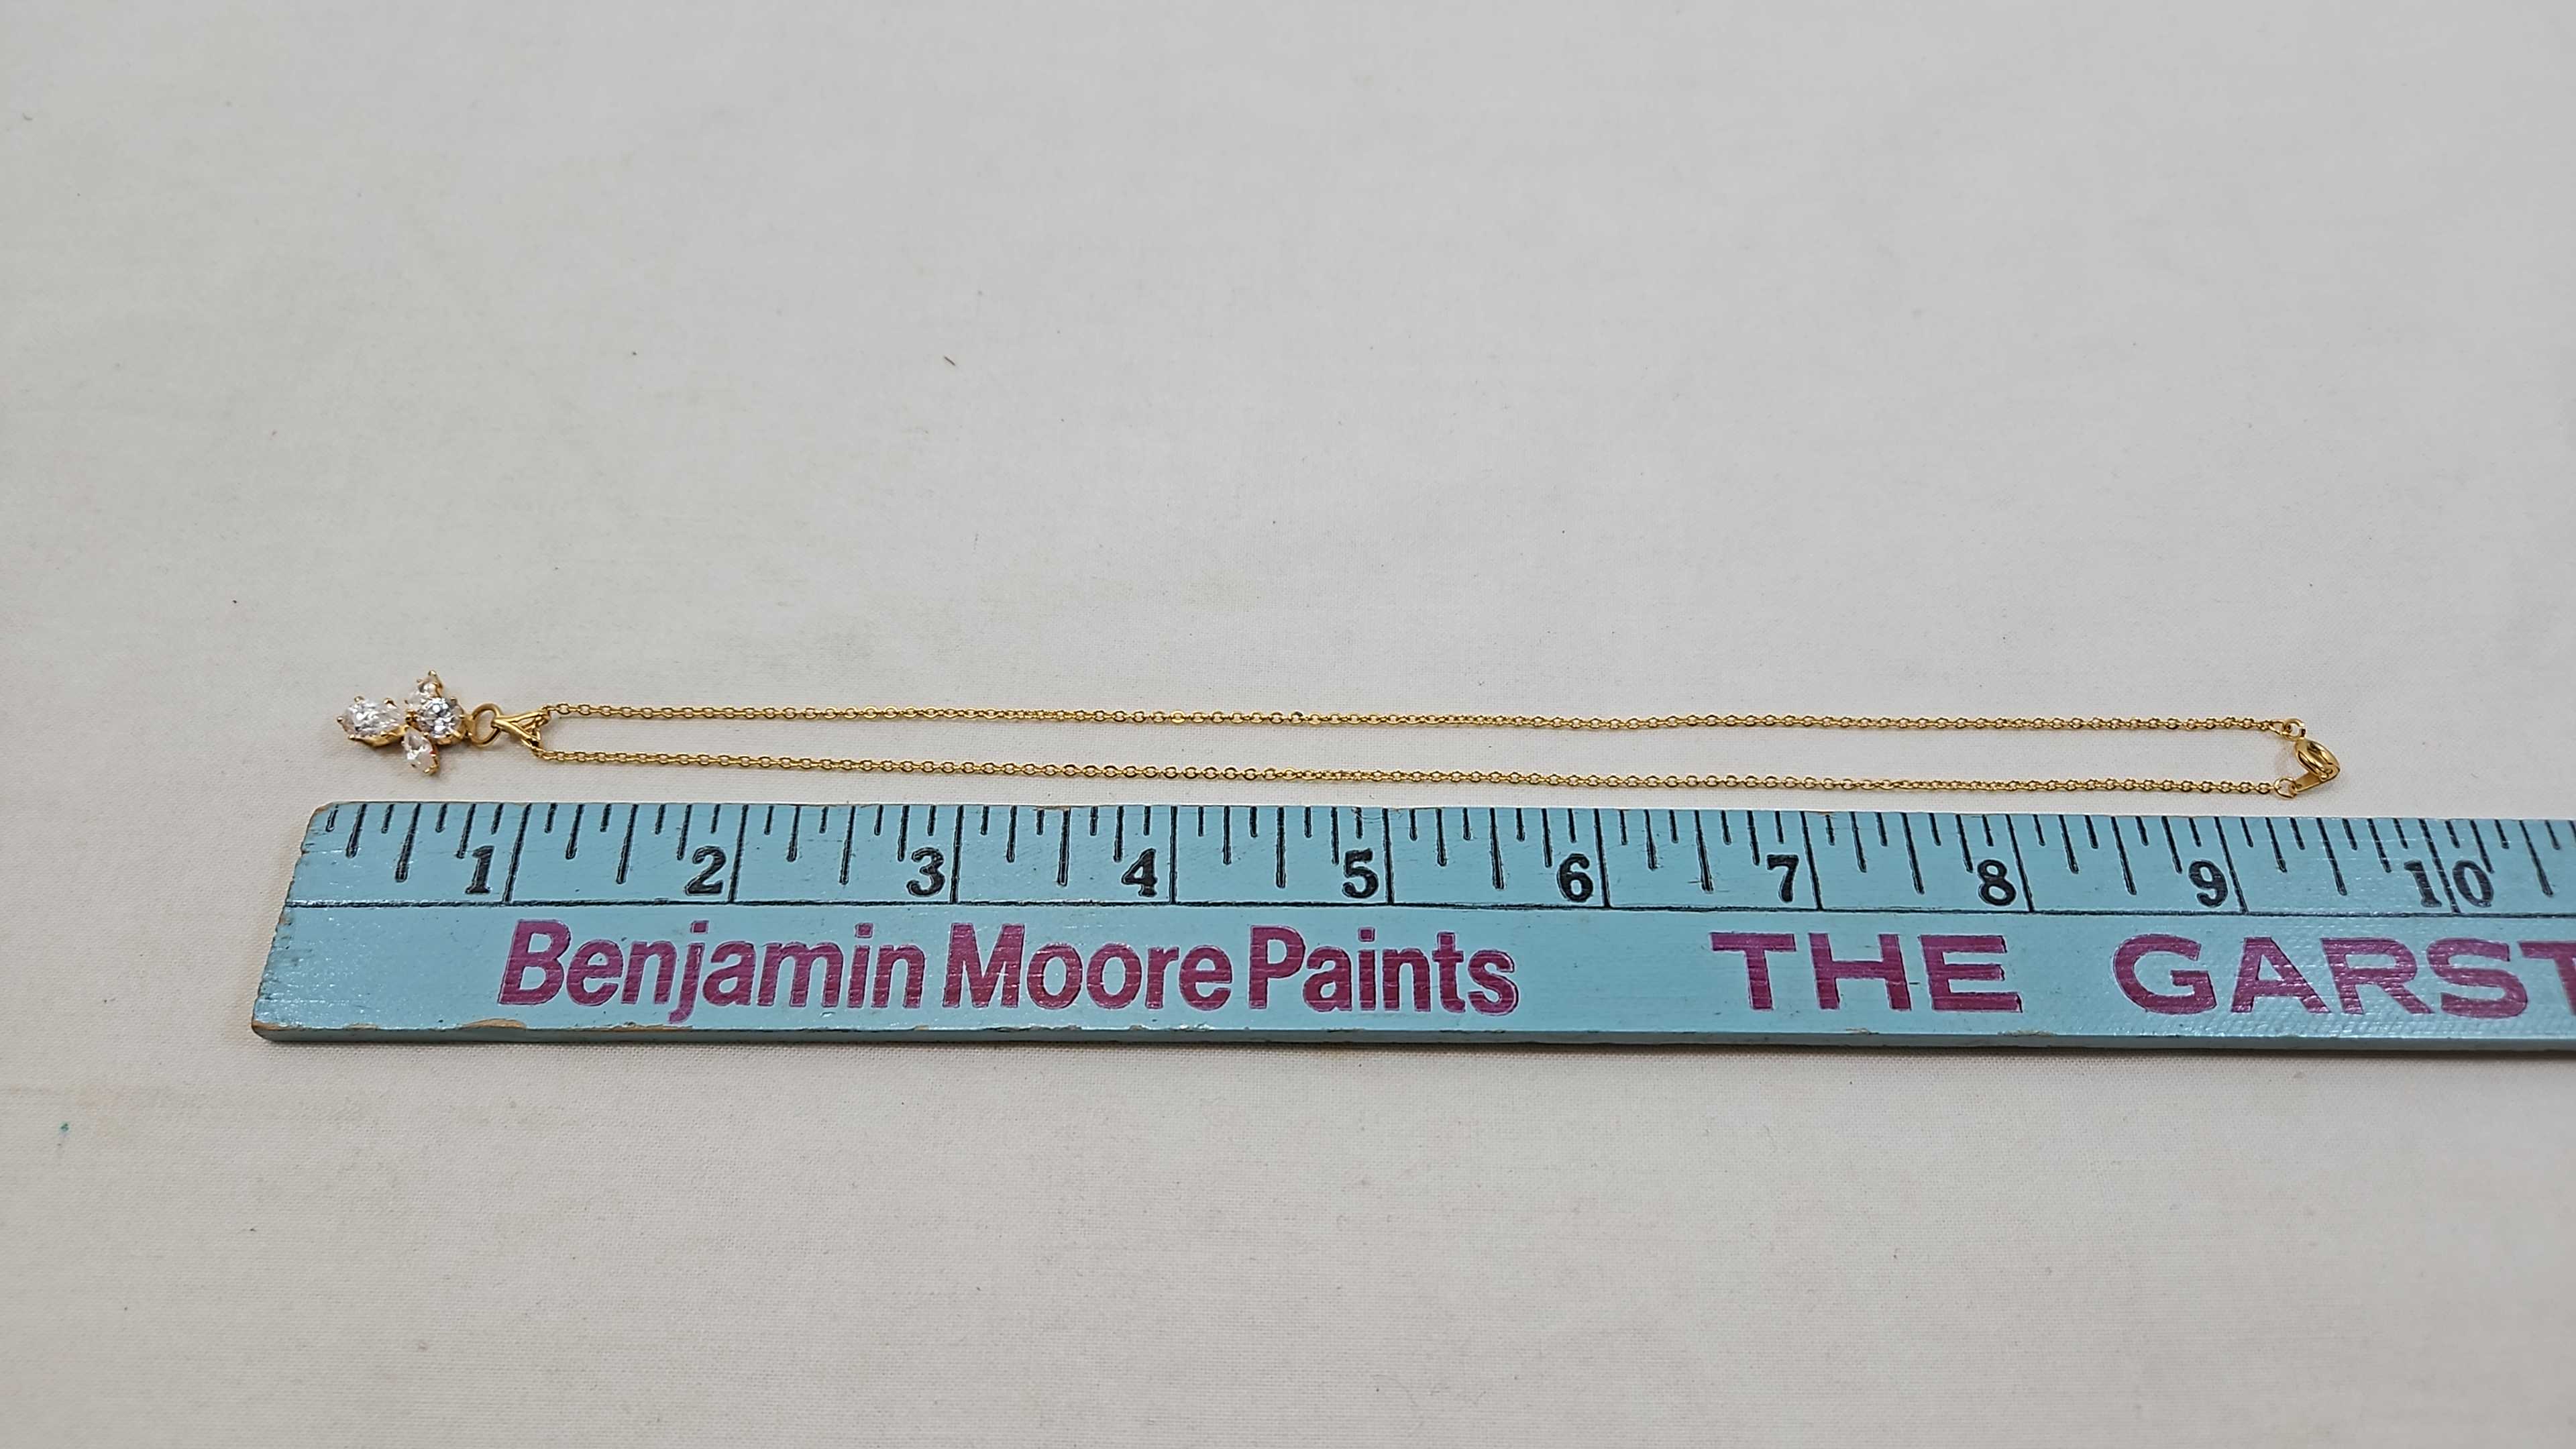 1 2 3 4 5 6 7 8 9 10
Benjamin Moore Paints THE GARST